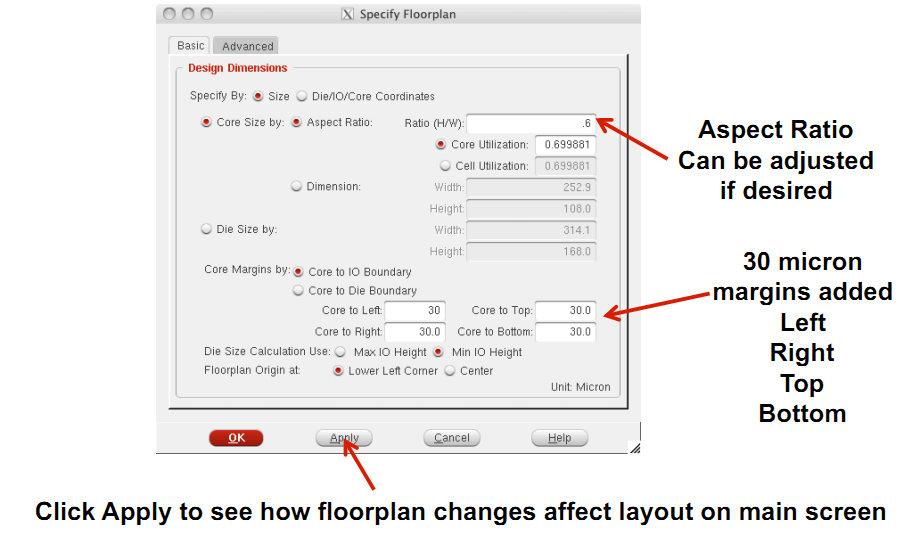 X Specify Floorplan
Basic Advanced
Design Dimensions
Specify By: Size Die/IO/Core Coordinates
Core Size by: Aspect Ratio: Ratio (H/W): .6
Core Utilization: 0.699881
Cell Utilization: 0.699881
Dimension: Width: 252.9
Height: 108.0
Die Size by: Width: 314.1
Height: 168.0
Core Margins by: Core to IO Boundary
Core to Die Boundary
Core to Left: 30 Core to Top: 30.0
Core to Right: 30.0 Core to Bottom: 30.0
Die Size Calculation Use: Max IO Height Min IO Height
Floorplan Origin at: Lower Left Corner Center
Unit: Micron
OK Apply Cancel Help
Aspect Ratio
Can be adjusted
if desired
30 micron
margins added
Left
Right
Top
Bottom
Click Apply to see how floorplan changes affect layout on main screen